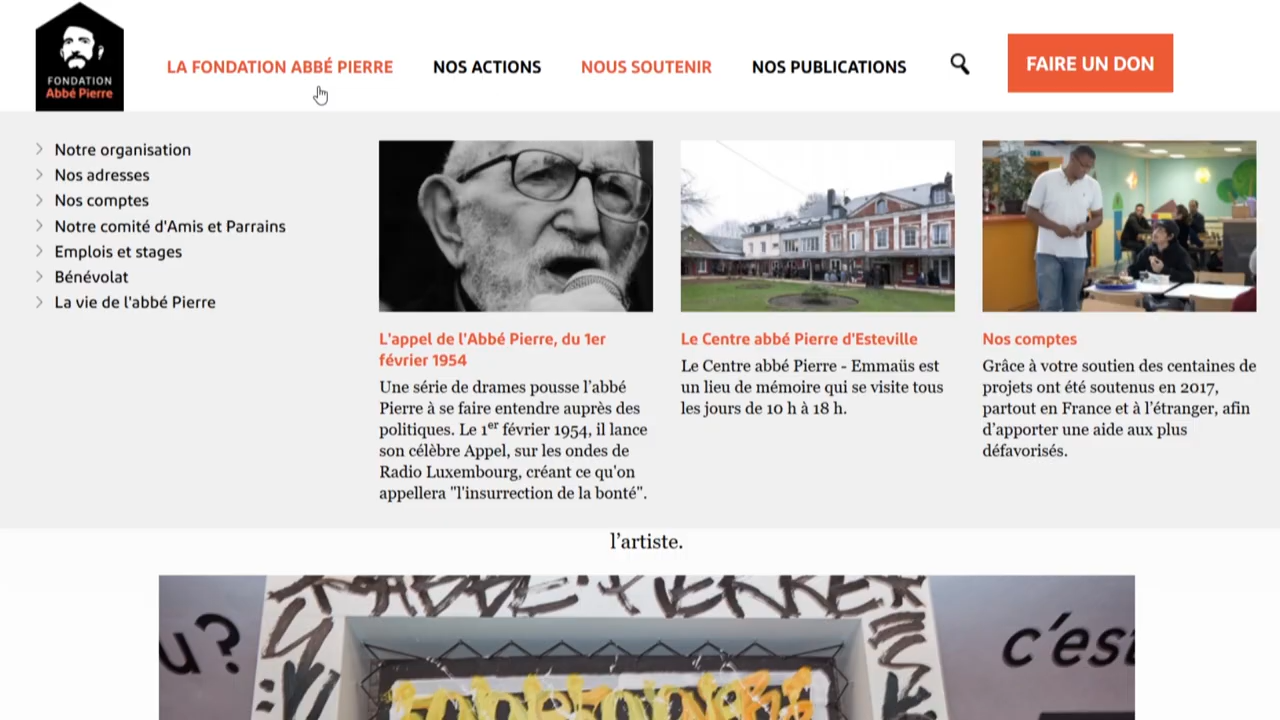 FONDATION
Abbé Pierre
LA FONDATION ABBÉ PIERRE
NOS ACTIONS
NOUS SOUTENIR
NOS PUBLICATIONS
FAIRE UN DON
Notre organisation
Nos adresses
Nos comptes
Notre comité d'Amis et Parrains
Emplois et stages
Bénévolat
La vie de l'abbé Pierre
L'appel de l'Abbé Pierre, du 1er
février 1954
Une série de drames pousse l’abbé
Pierre à se faire entendre auprès des
politiques. Le 1er février 1954, il lance
son célèbre Appel, sur les ondes de
Radio Luxembourg, créant ce qu'on
appellera "l'insurrection de la bonté".
Le Centre abbé Pierre d'Esteville
Le Centre abbé Pierre - Emmaüs est
un lieu de mémoire qui se visite tous
les jours de 10 h à 18 h.
Nos comptes
Grâce à votre soutien des centaines de
projets ont été soutenus en 2017,
partout en France et à l’étranger, afin
d’apporter une aide aux plus
défavorisés.
l’artiste.
ABBÉ PIERRE
u?
c'est